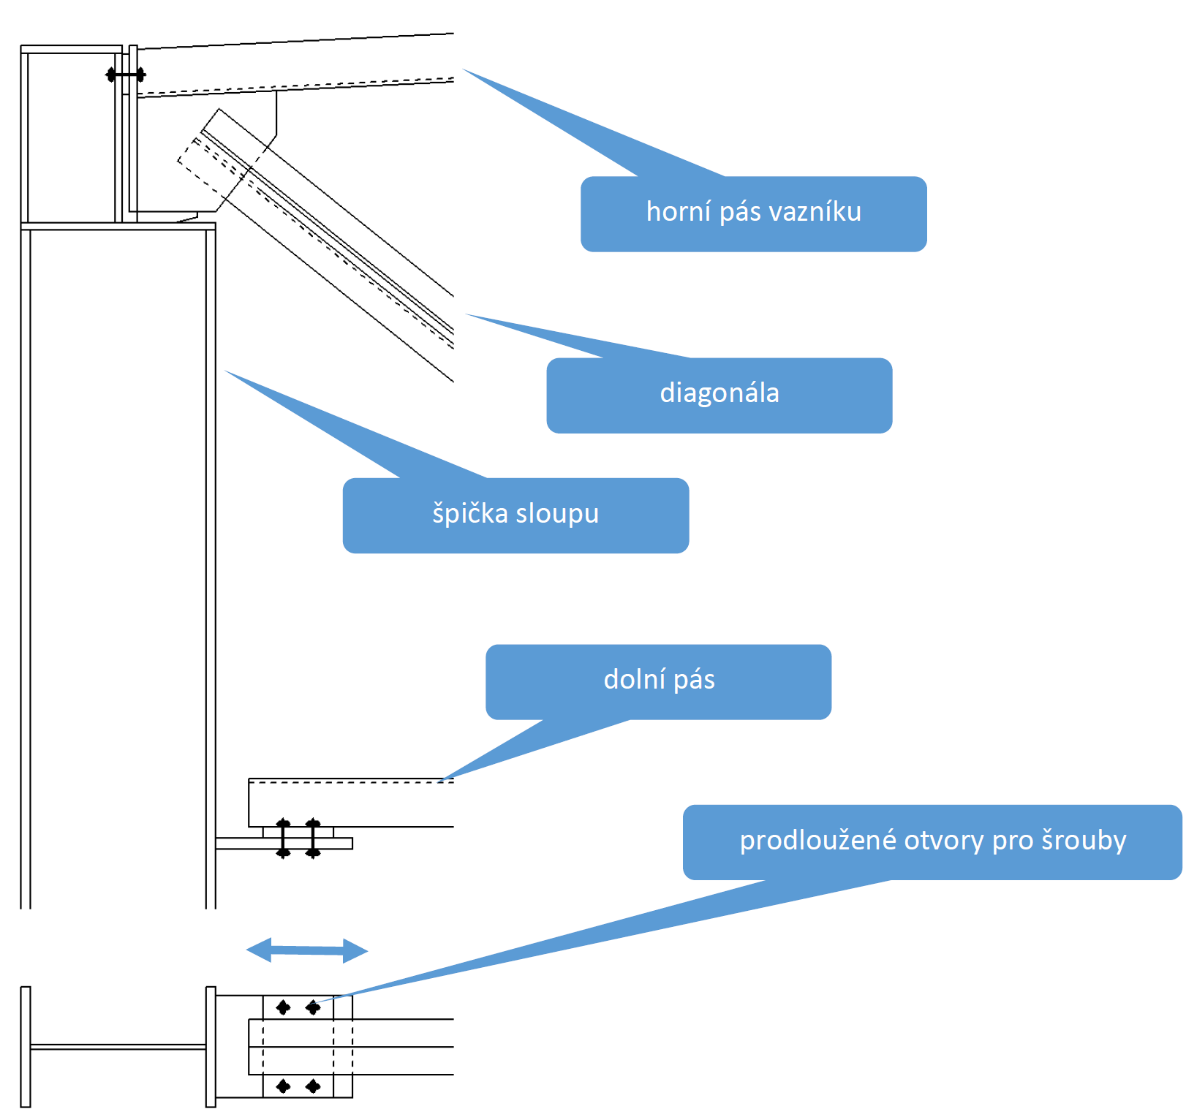 horní pás vazníku
diagonála
špička sloupu
dolní pás
prodloužené otvory pro šrouby